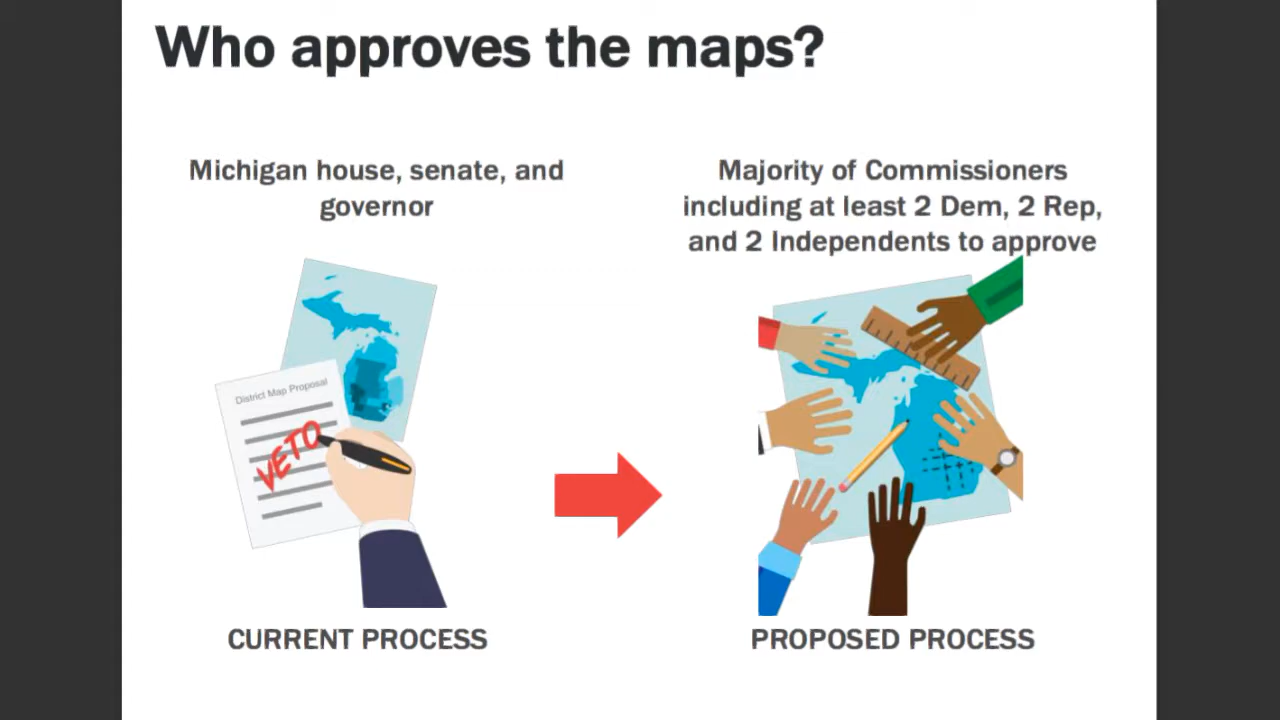 Who approves the maps?
Michigan house, senate, and
governor
Majority of Commissioners
including at least 2 Dem, 2 Rep,
and 2 Independents to approve
District Map Proposal
VETO
CURRENT PROCESS
PROPOSED PROCESS